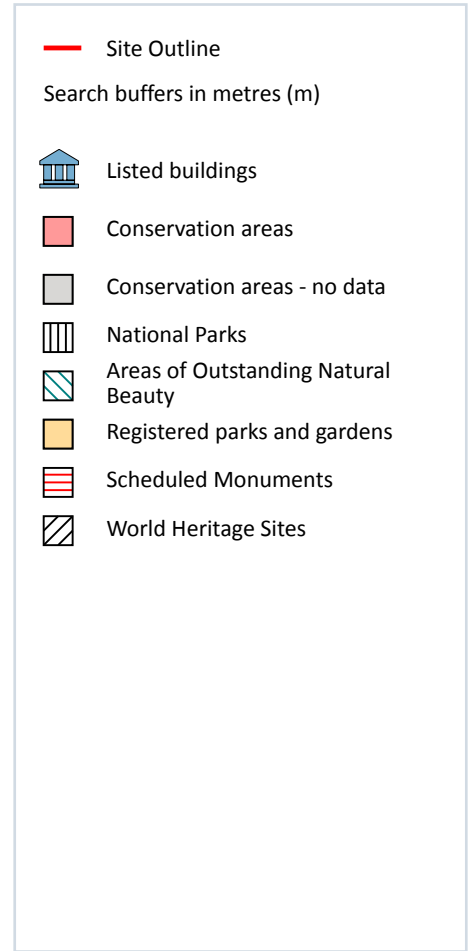 Site Outline
Search buffers in metres (m)
Listed buildings
Conservation areas
Conservation areas - no data
National Parks
Areas of Outstanding Natural
Beauty
Registered parks and gardens
Scheduled Monuments
World Heritage Sites